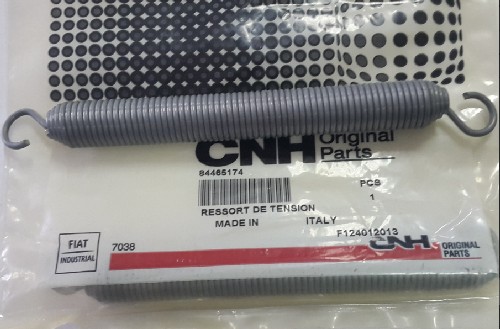 CNH Original
Parts
84465174 PCS
1
RESSORT DE TENSION
MADE IN ITALY
F124012013
FIAT
INDUSTRIAL
7038
CNH ORIGINAL
PARTS